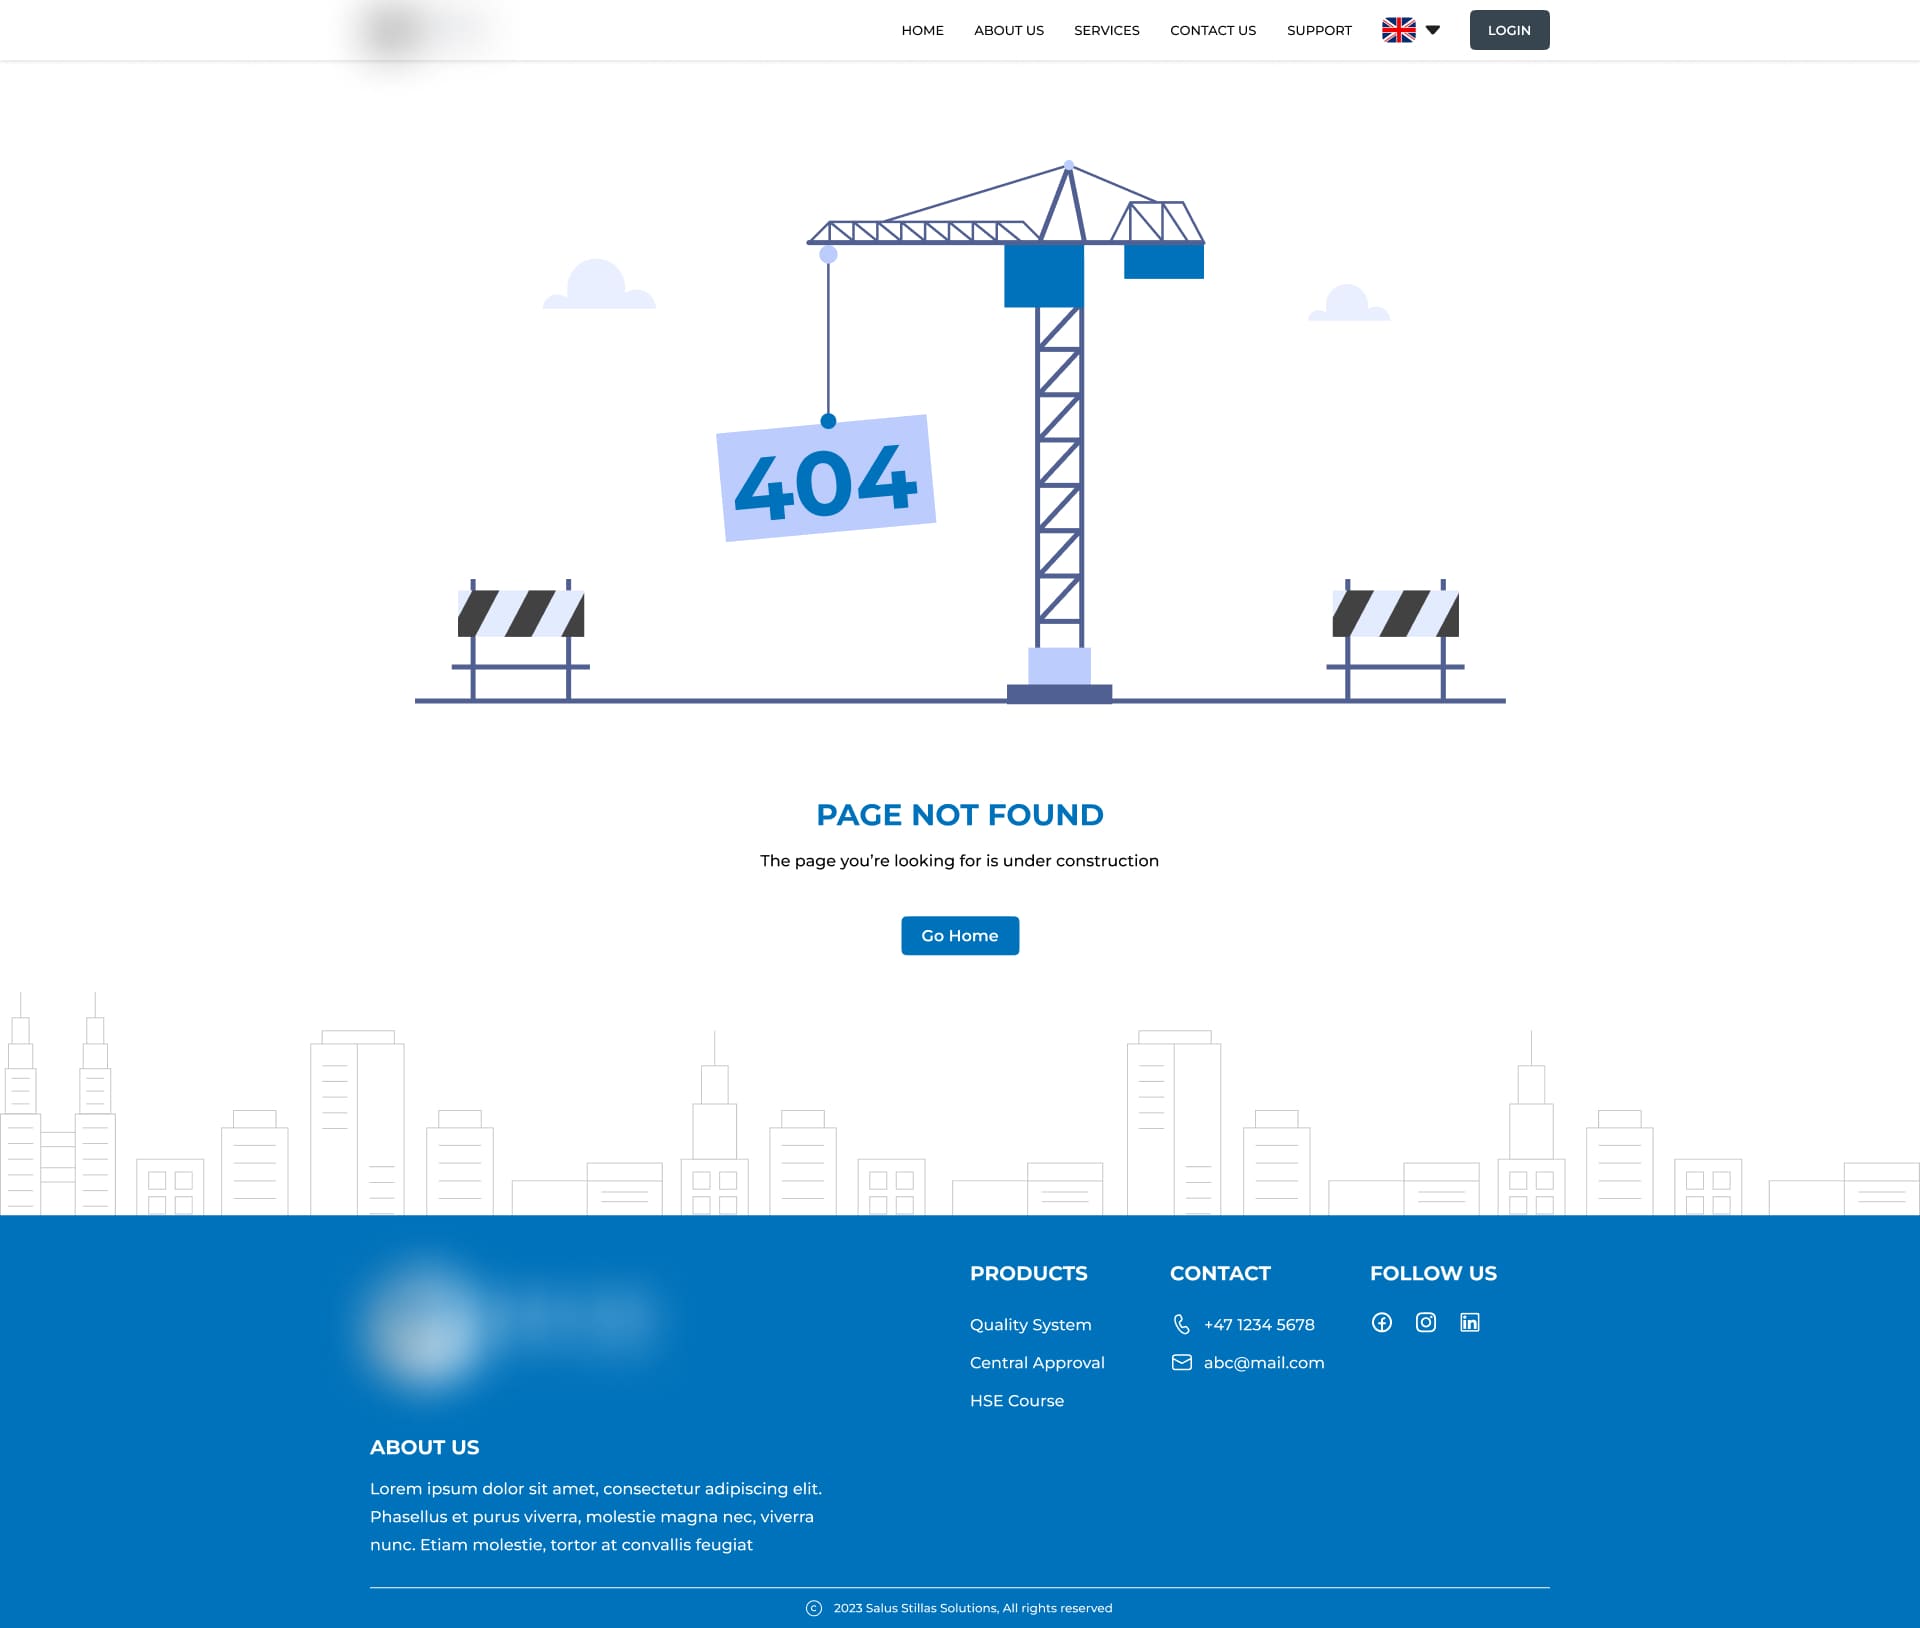 HOME ABOUT US SERVICES CONTACT US SUPPORT LOGIN
404
PAGE NOT FOUND
The page you’re looking for is under construction
Go Home
PRODUCTS
Quality System
Central Approval
HSE Course
CONTACT
+47 1234 5678
abc@mail.com
FOLLOW US
ABOUT US
Lorem ipsum dolor sit amet, consectetur adipiscing elit.
Phasellus et purus viverra, molestie magna nec, viverra
nunc. Etiam molestie, tortor at convallis feugiat
© 2023 Salus Stillas Solutions, All rights reserved